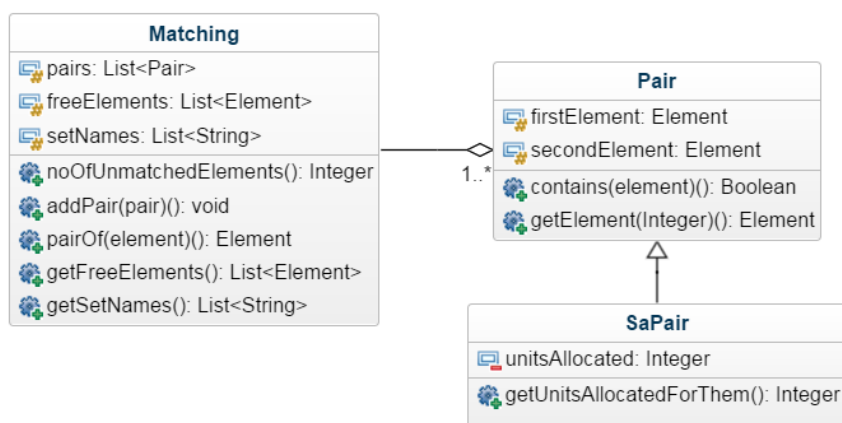 Matching
pairs: List<Pair>
freeElements: List<Element>
setNames: List<String>
noOfUnmatchedElements(): Integer
addPair(pair)(): void
pairOf(element)(): Element
getFreeElements(): List<Element>
getSetNames(): List<String>
1..*
Pair
firstElement: Element
secondElement: Element
contains(element)(): Boolean
getElement(Integer)(): Element
SaPair
unitsAllocated: Integer
getUnitsAllocatedForThem(): Integer